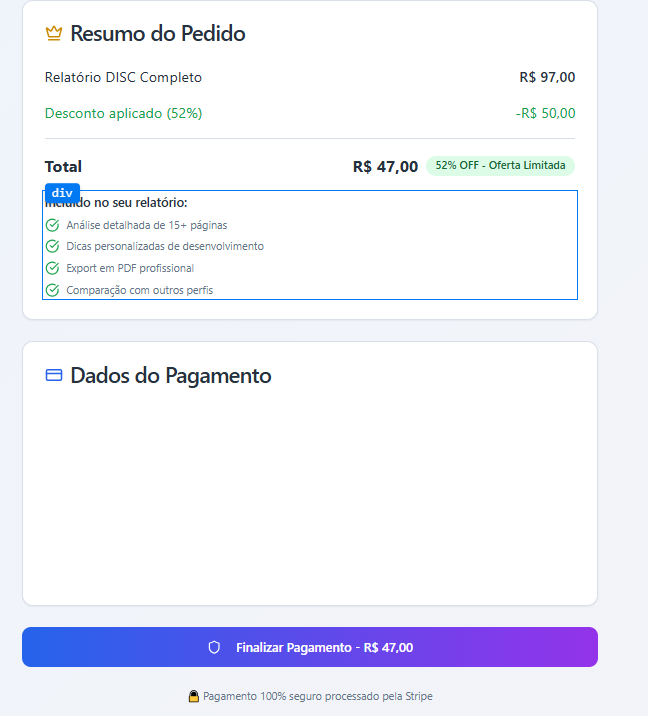 Resumo do Pedido
Relatório DISC Completo R$ 97,00
Desconto aplicado (52%) -R$ 50,00
Total R$ 47,00 52% OFF - Oferta Limitada
div
no seu relatório:
Análise detalhada de 15+ páginas
Dicas personalizadas de desenvolvimento
Export em PDF profissional
Comparação com outros perfis
Dados do Pagamento
Finalizar Pagamento - R$ 47,00
Pagamento 100% seguro processado pela Stripe